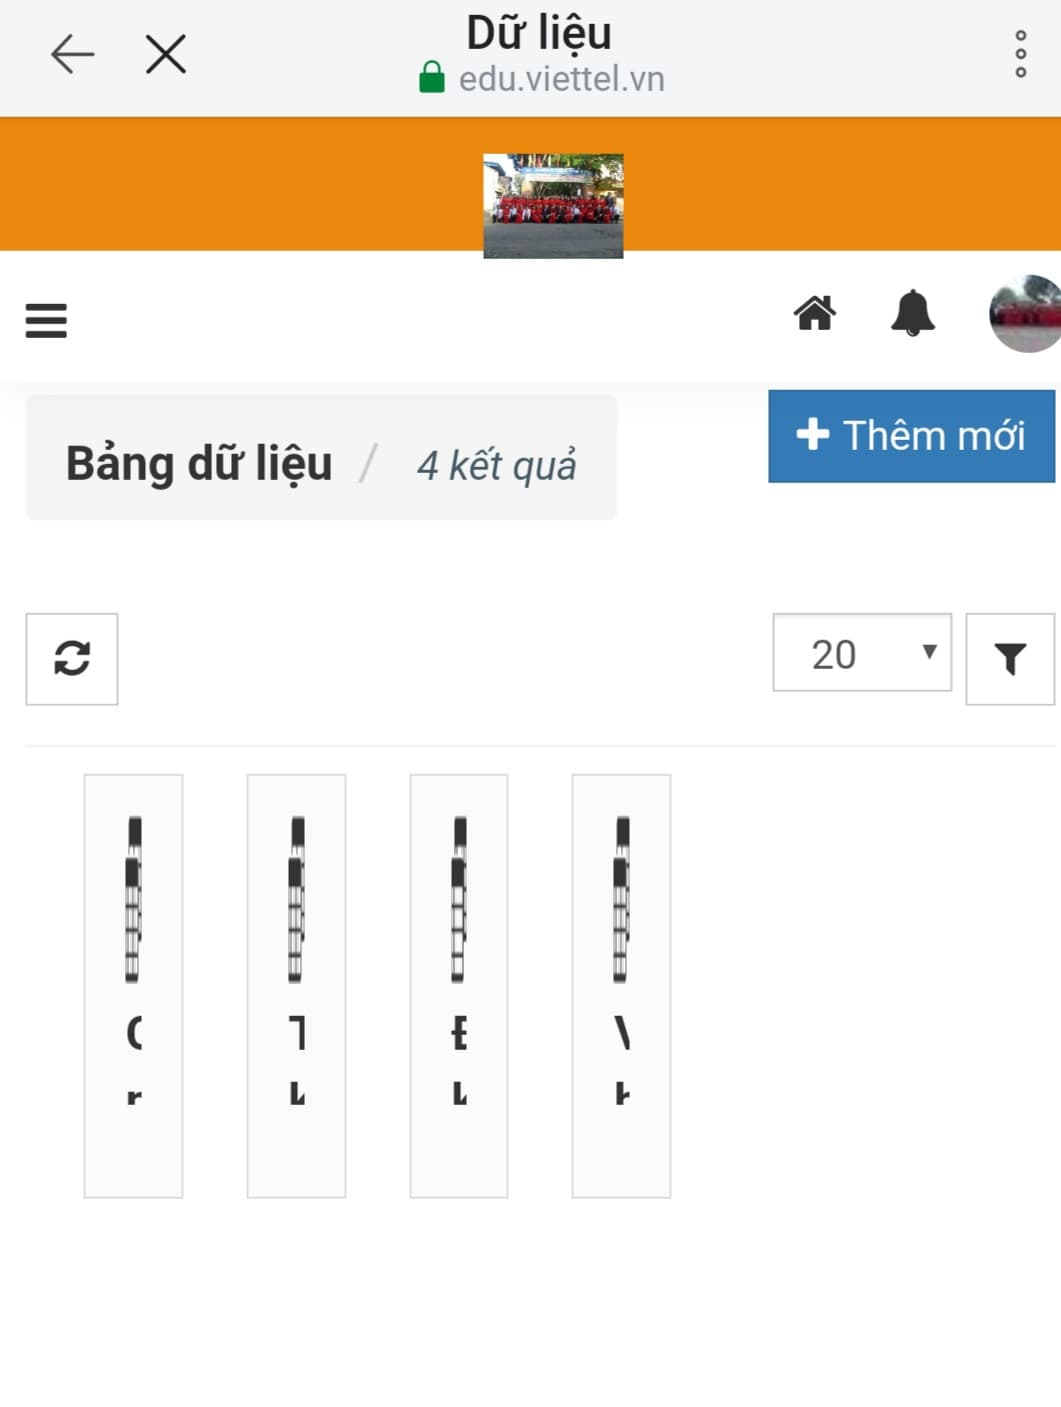 Dữ liệu
edu.viettel.vn
Bảng dữ liệu / 4 kết quả
Thêm mới
20